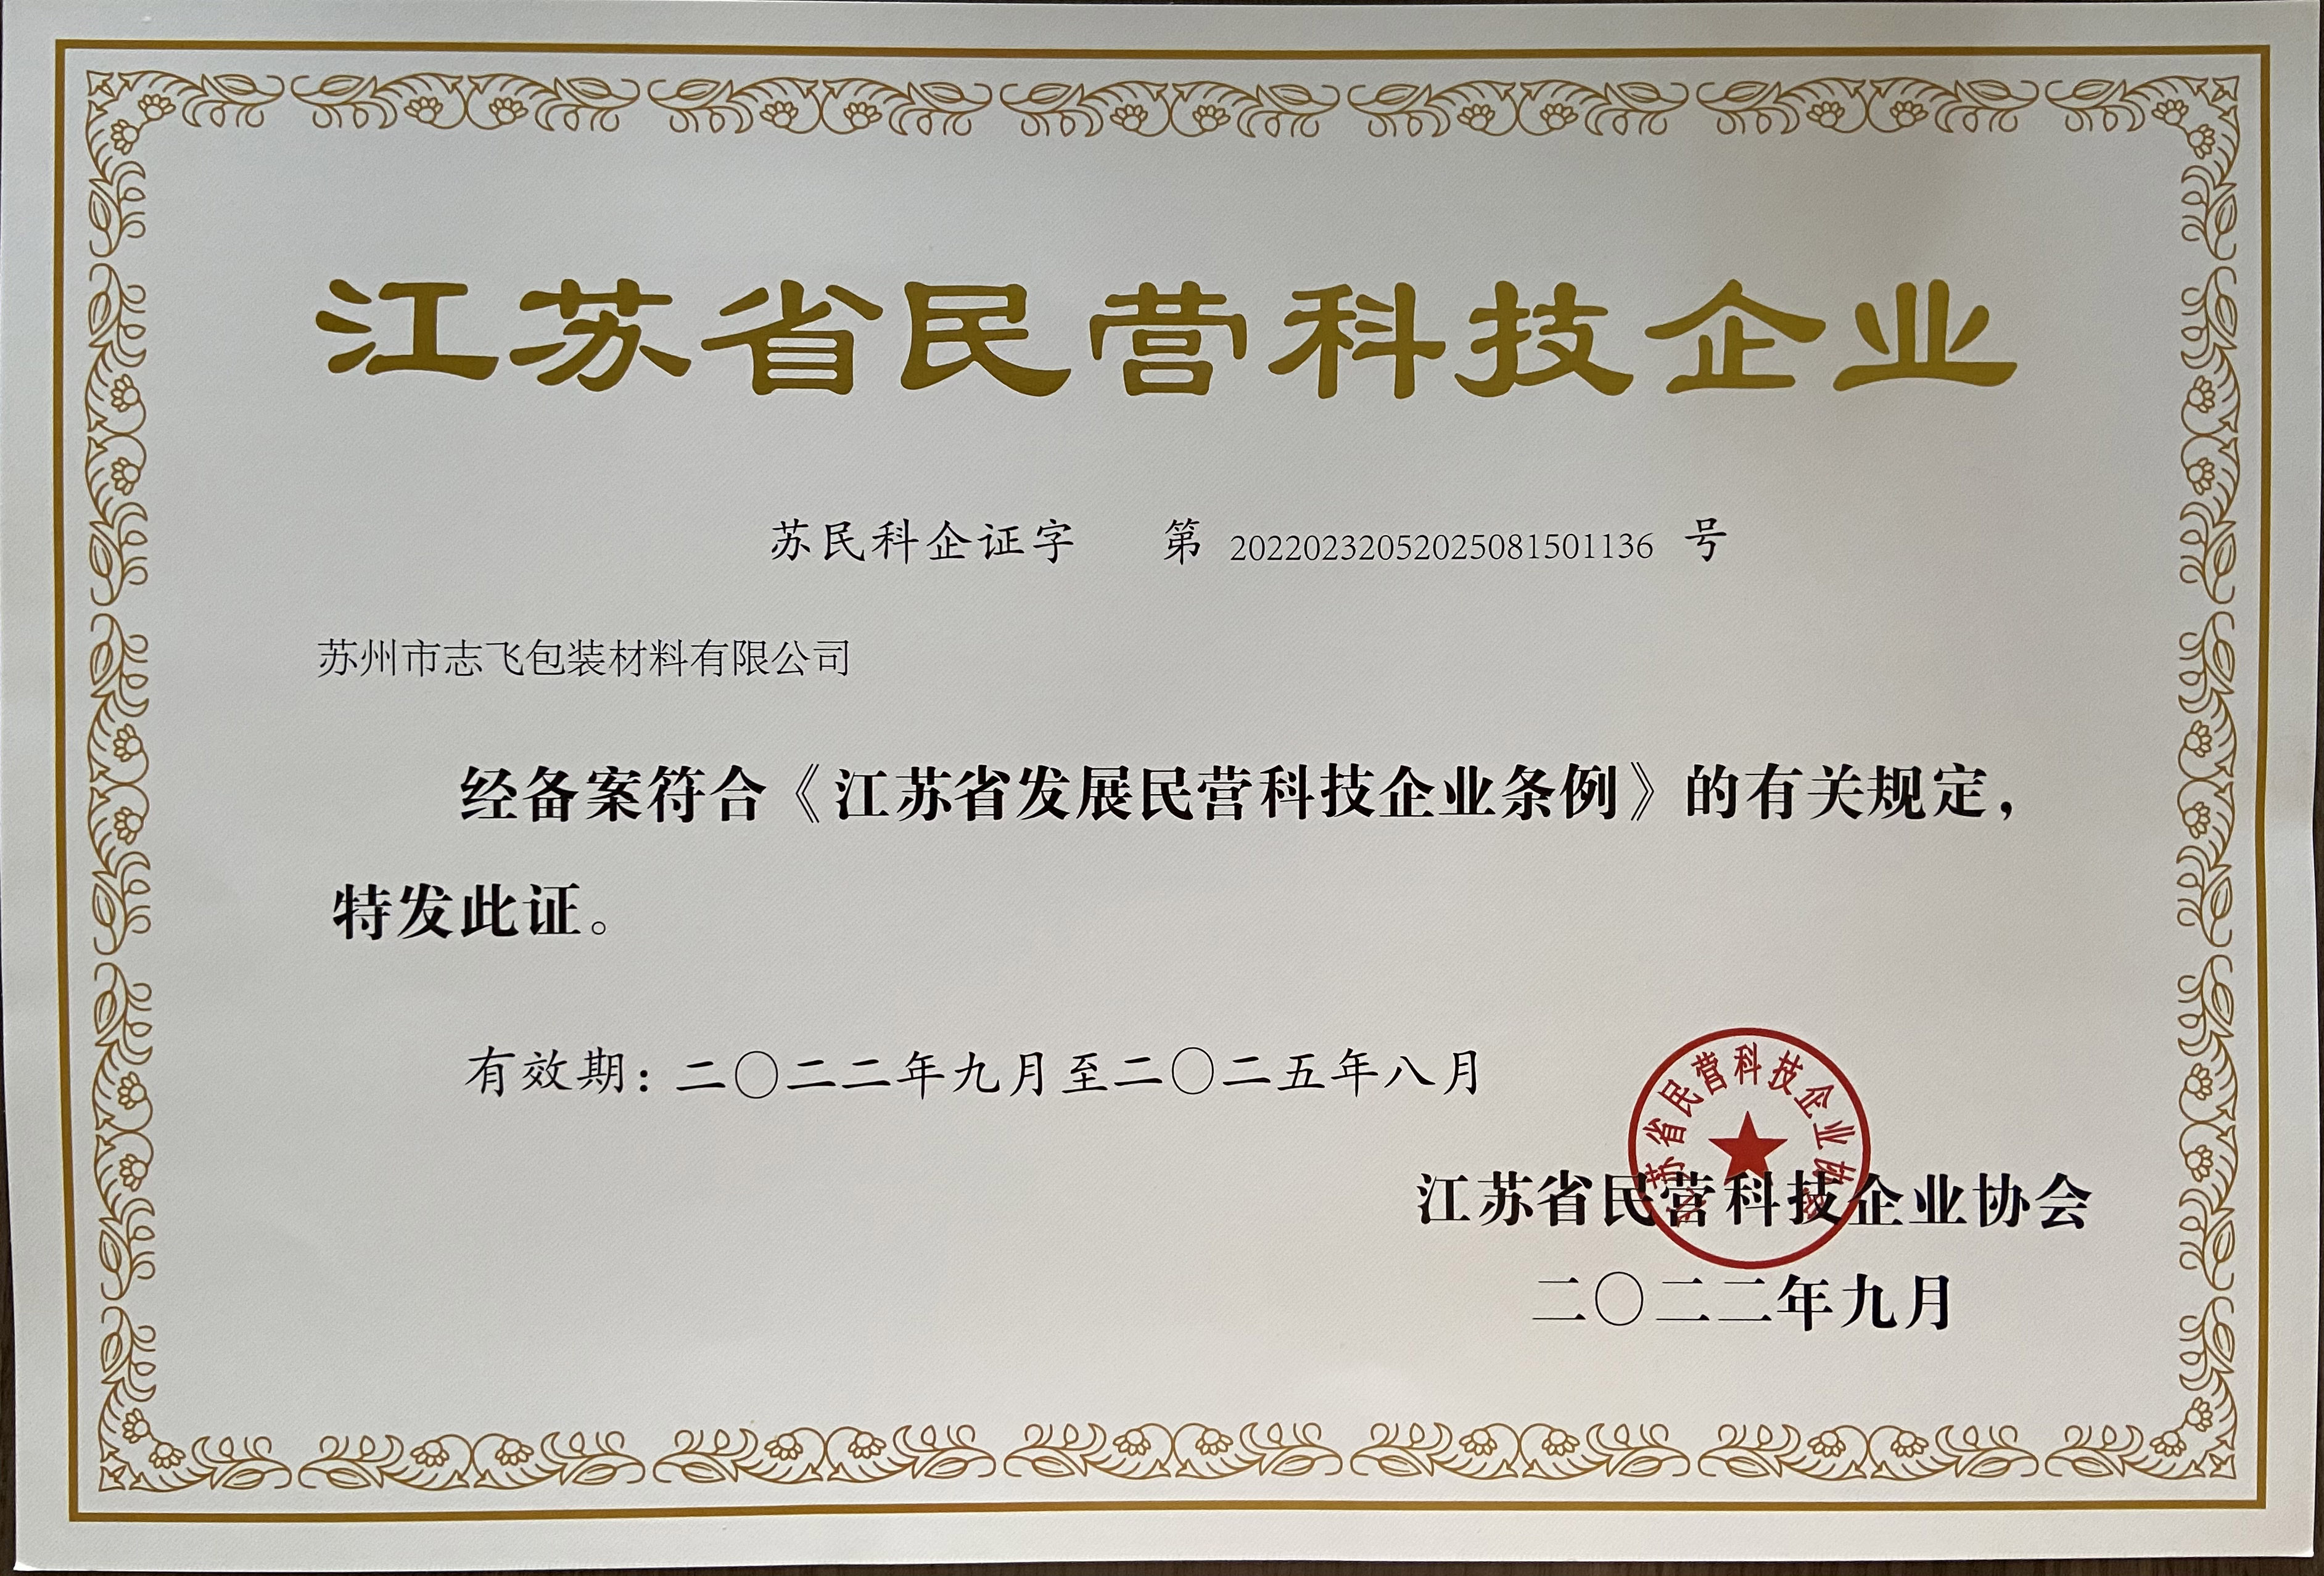 江苏省民营科技企业
苏民科企证字 第 20220232052025081501136 号
苏州市志飞包装材料有限公司
经备案符合《江苏省发展民营科技企业条例》的有关规定，
特发此证。
有效期：二〇二二年九月至二〇二五年八月
江苏省民营科技企业协会
江苏省民营科技企业协会
二〇二二年九月